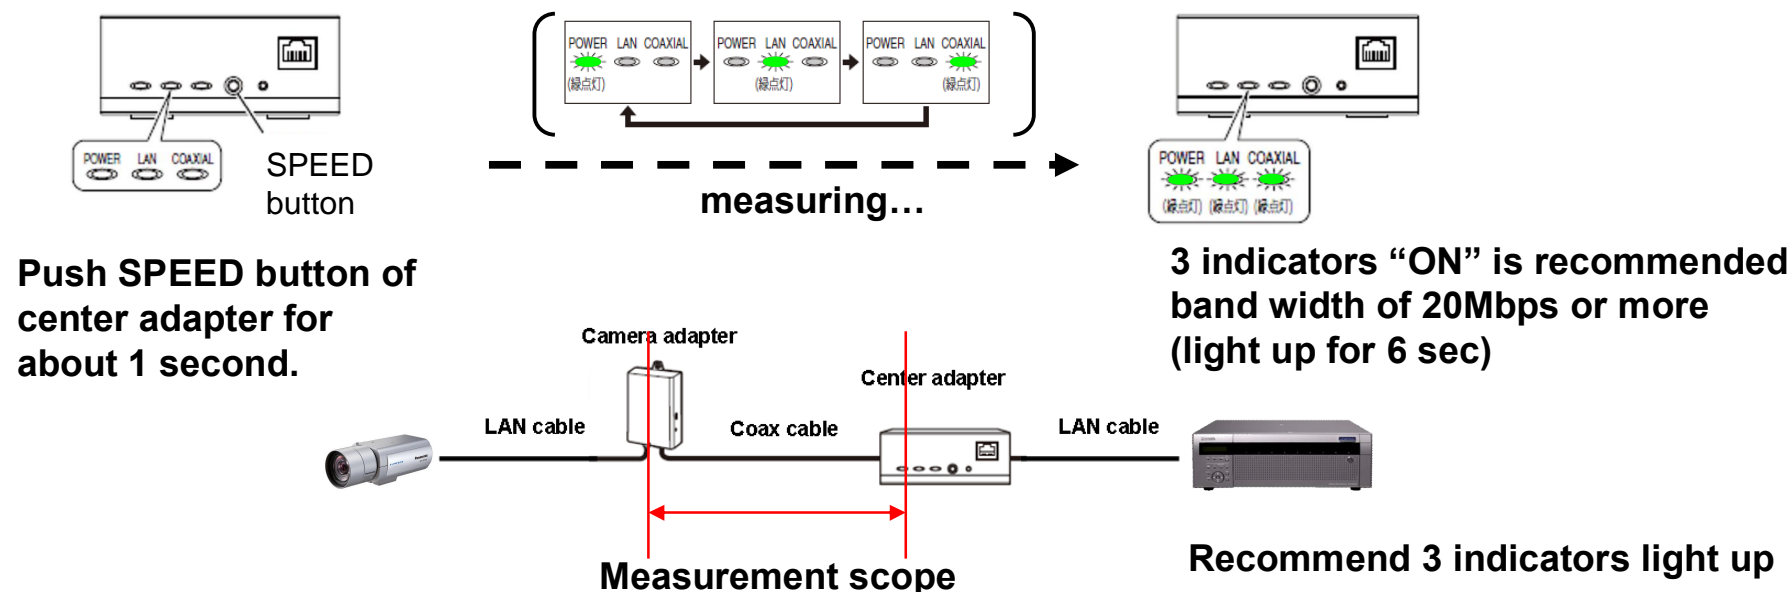 POWER LAN COAXIAL
SPEED
button
POWER LAN COAXIAL
(緑点灯)
POWER LAN COAXIAL
(緑点灯)
POWER LAN COAXIAL
(緑点灯)
measuring…
POWER LAN COAXIAL
(緑点灯) (緑点灯) (緑点灯)
Push SPEED button of
center adapter for
about 1 second.
3 indicators “ON” is recommended
band width of 20Mbps or more
(light up for 6 sec)
Camera adapter
Center adapter
LAN cable
Coax cable
LAN cable
Measurement scope
Recommend 3 indicators light up